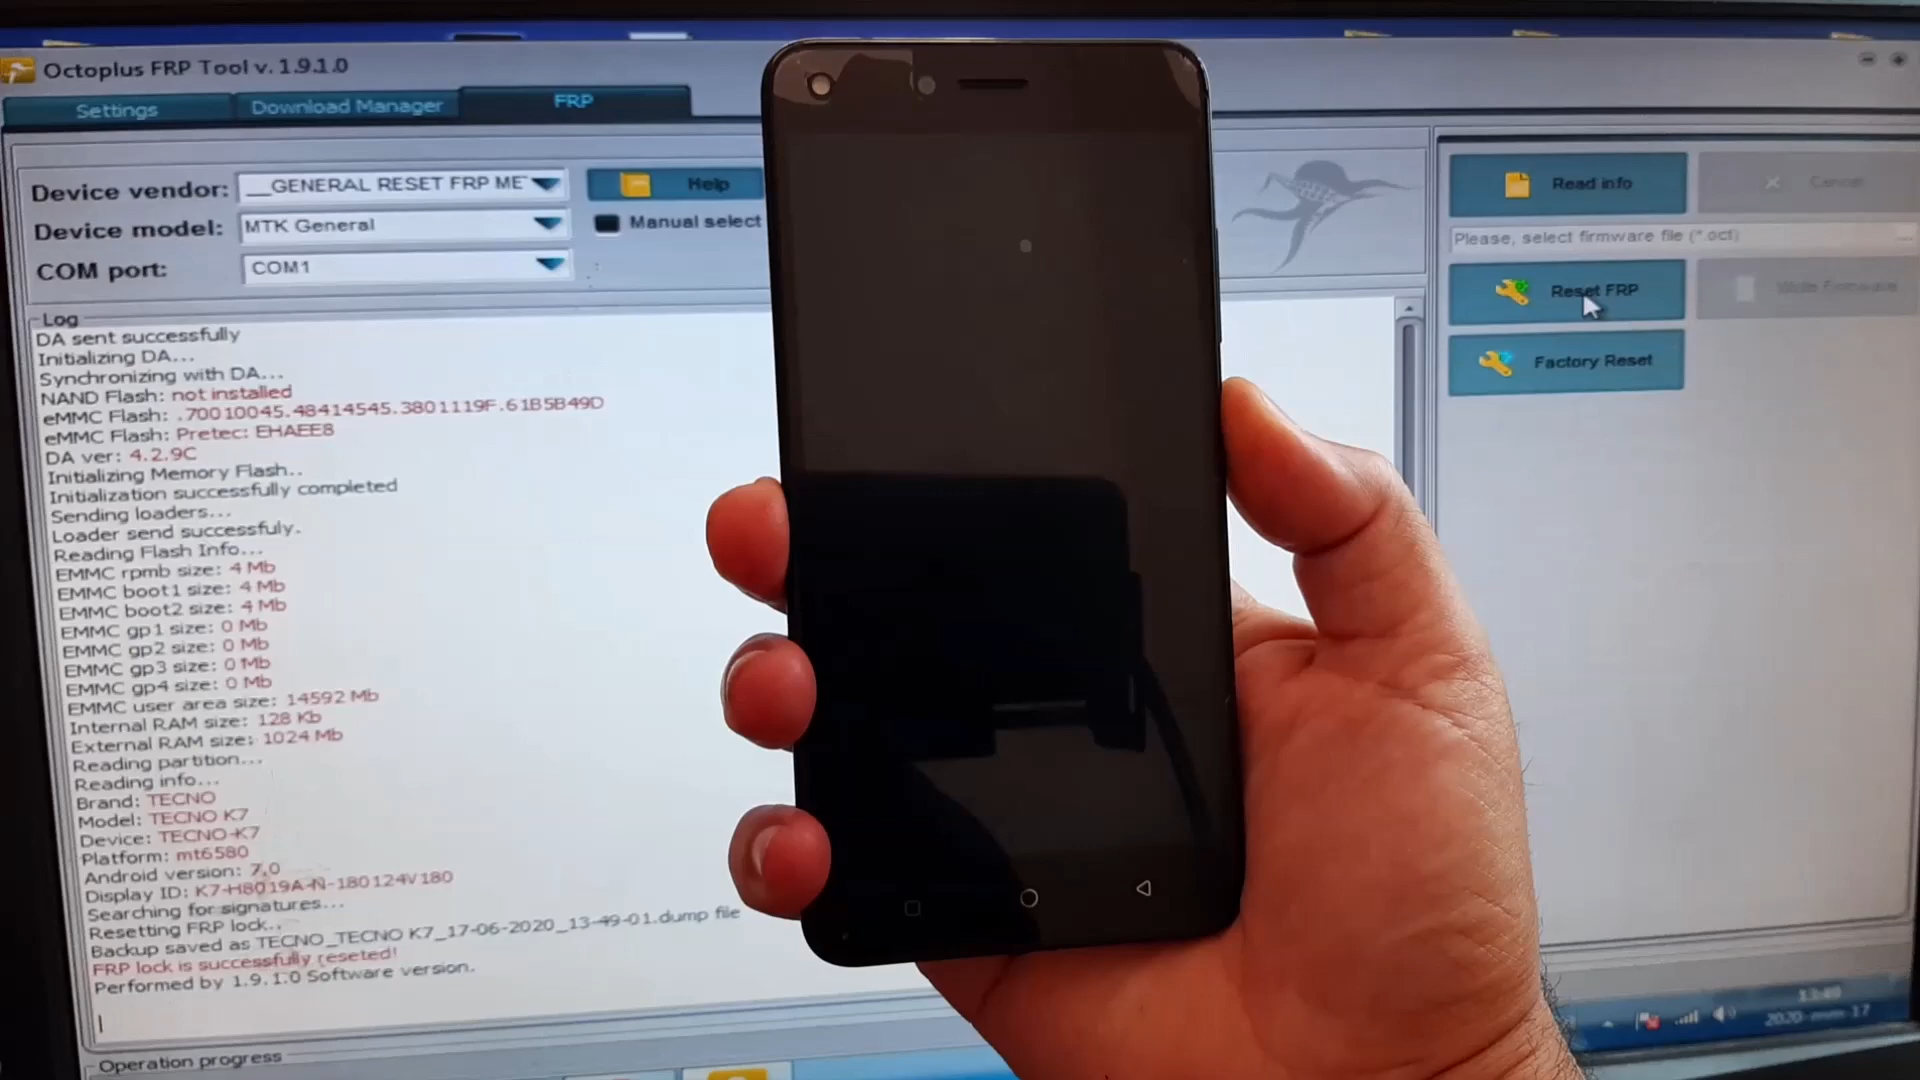 Octoplus FRP Tool v. 1.9.1.0
Settings
Download Manager
FRP
Device vendor:
__GENERAL RESET FRP ME
Help
Device model:
MTK General
Manual select
COM port:
COM1
Read info
Cancel
Please, select firmware file (*.oct)
...
Reset FRP
Write Firmware
Factory Reset
Log
DA sent successfully
Initializing DA...
Synchronizing with DA...
NAND Flash: not installed
eMMC Flash: .70010045.48414545.3801119F.61B5B49D
eMMC Flash: Pretec: EHAEE8
DA ver: 4.2.9C
Initializing Memory Flash..
Initialization successfully completed
Sending loaders...
Loader send successfuly.
Reading Flash Info...
EMMC rpmb size: 4 Mb
EMMC boot1 size: 4 Mb
EMMC boot2 size: 4 Mb
EMMC gp1 size: 0 Mb
EMMC gp2 size: 0 Mb
EMMC gp3 size: 0 Mb
EMMC gp4 size: 0 Mb
EMMC user area size: 14592 Mb
Internal RAM size: 128 Kb
External RAM size: 1024 Mb
Reading partition...
Reading info...
Brand: TECNO
Model: TECNO K7
Device: TECNO-K7
Platform: mt6580
Android version: 7.0
Display ID: K7-H8019A-N-180124V180
Searching for signatures...
Resetting FRP lock..
Backup saved as TECNO_TECNO K7_17-06-2020_13-49-01.dump file
FRP lock is successfully reseted!
Performed by 1.9.1.0 Software version.
Operation progress
13:49